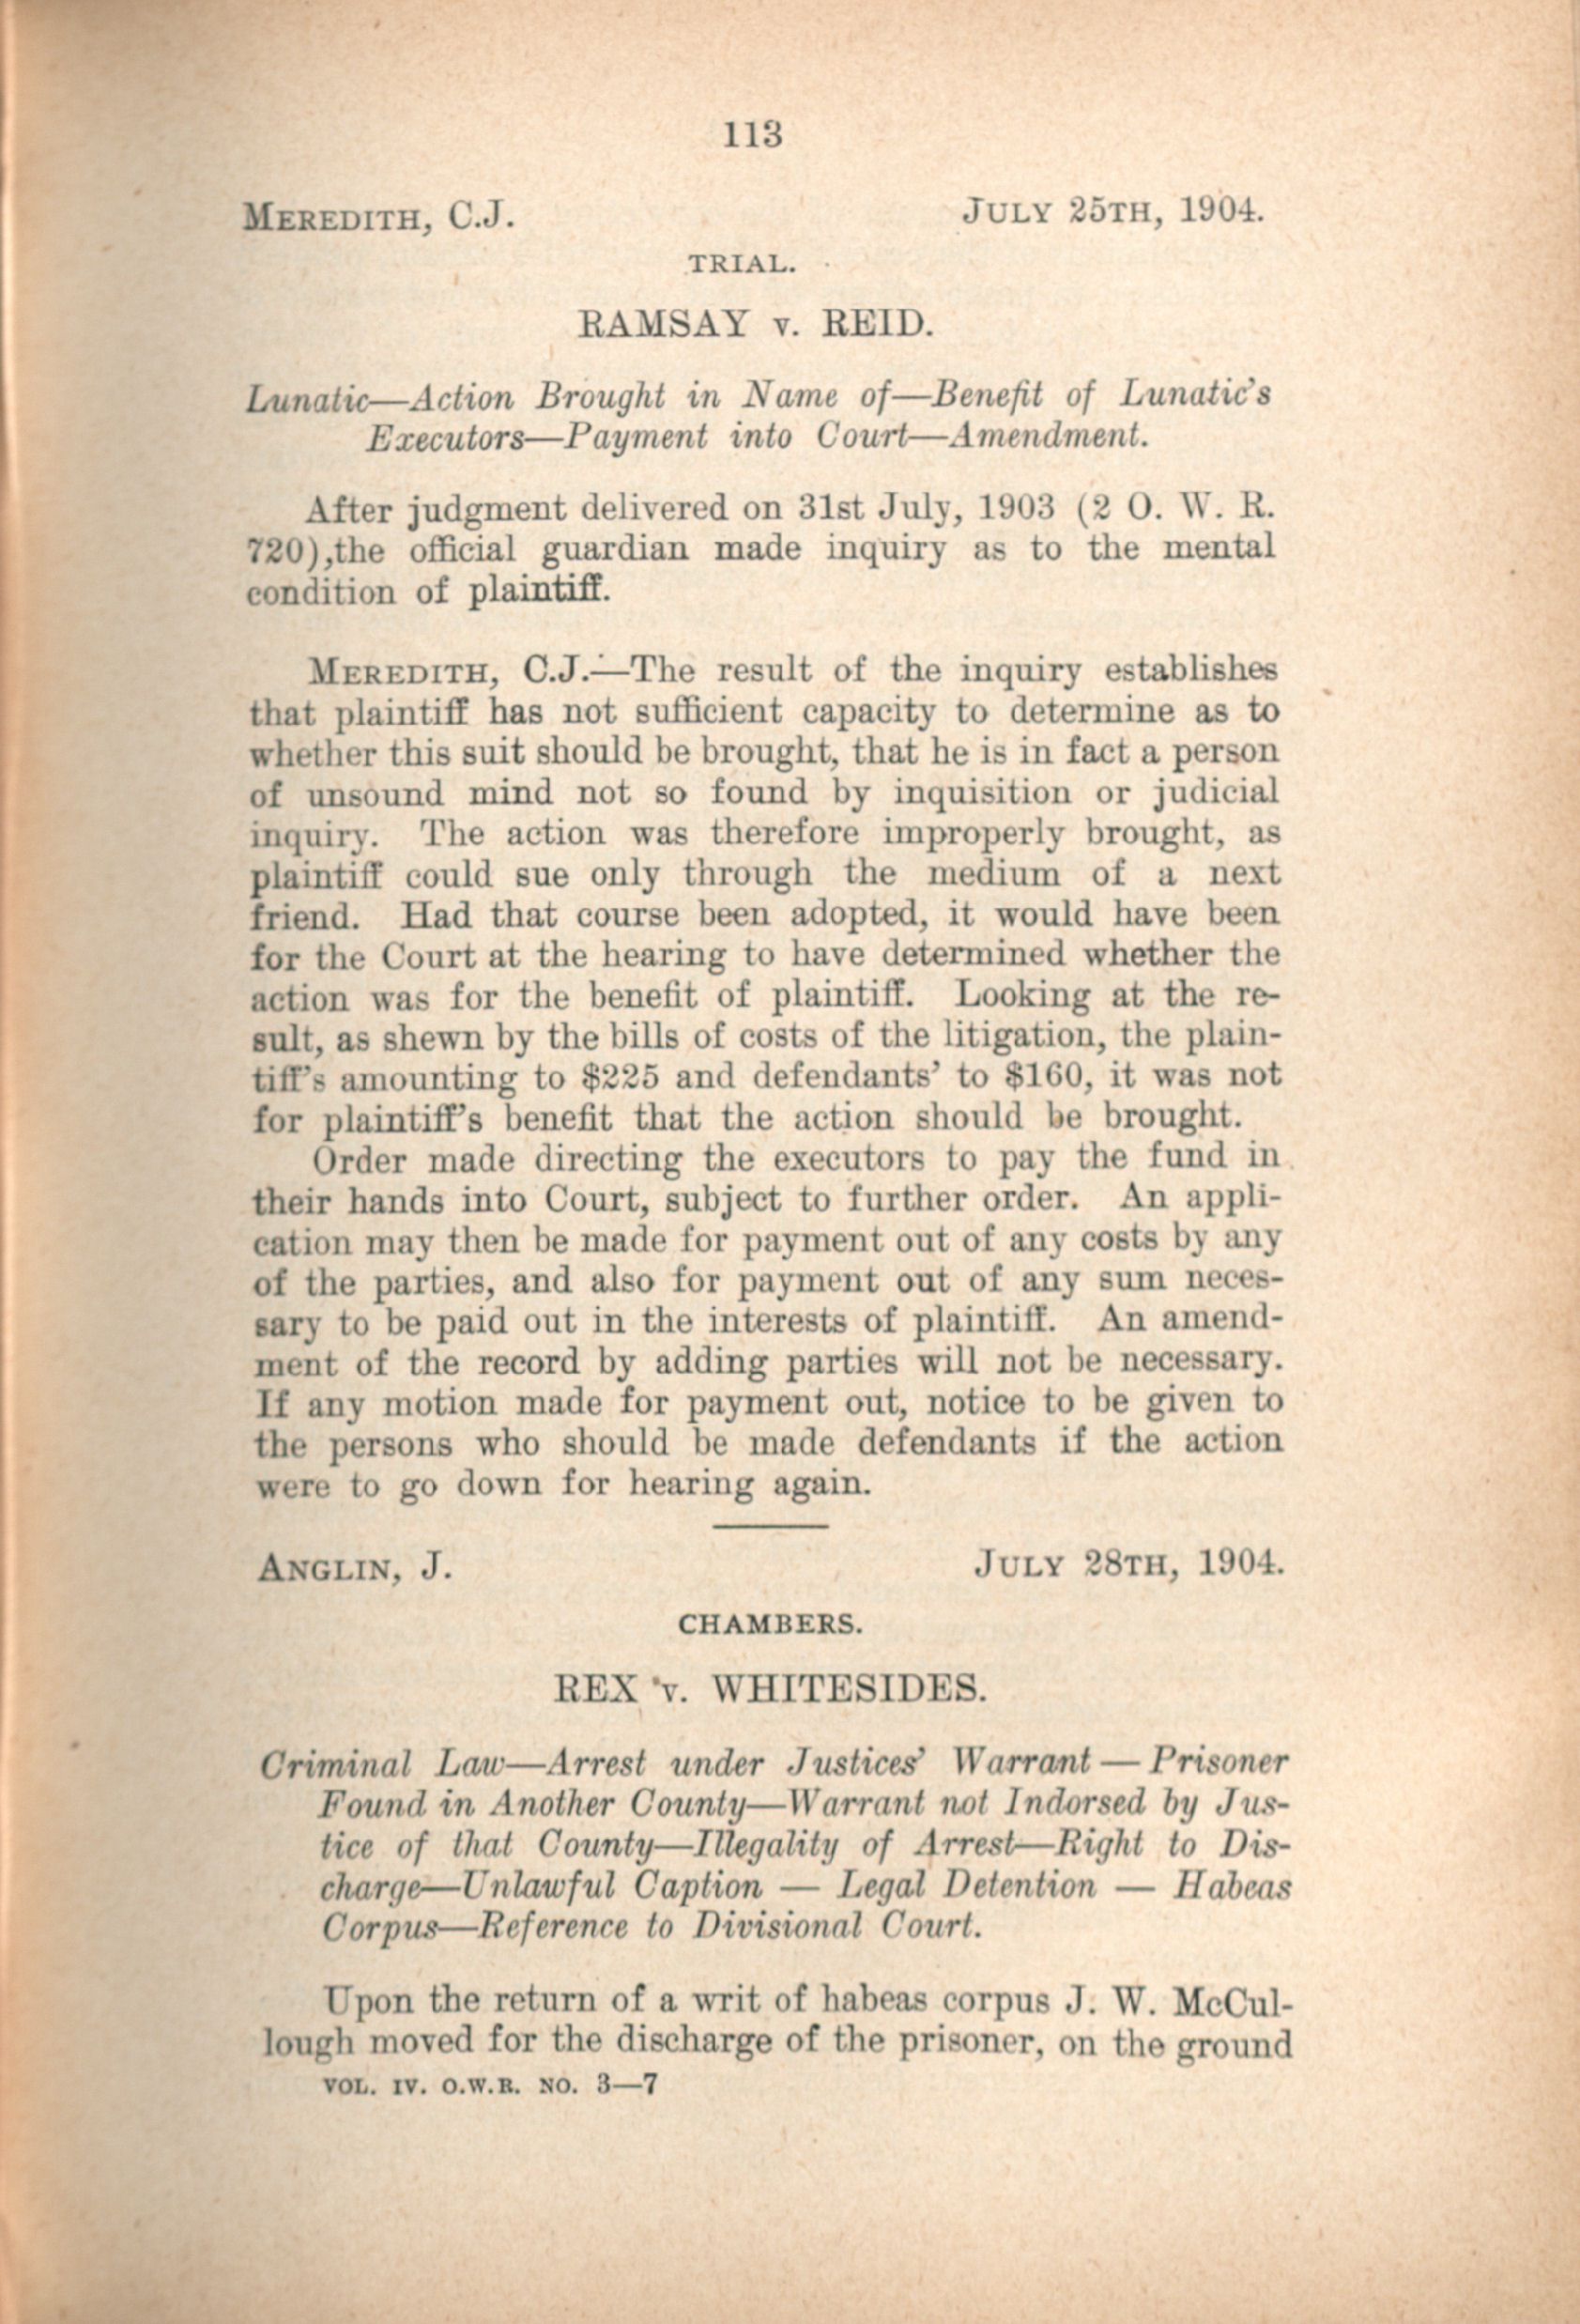 113
MEREDITH, C.J. JULY 25TH, 1904.
TRIAL.
RAMSAY v. REID.
Lunatic—Action Brought in Name of—Benefit of Lunatic's
Executors—Payment into Court—Amendment.
After judgment delivered on 31st July, 1903 (2 O. W. R.
720),the official guardian made inquiry as to the mental
condition of plaintiff.
MEREDITH, C.J.—The result of the inquiry establishes
that plaintiff has not sufficient capacity to determine as to
whether this suit should be brought, that he is in fact a person
of unsound mind not so found by inquisition or judicial
inquiry. The action was therefore improperly brought, as
plaintiff could sue only through the medium of a next
friend. Had that course been adopted, it would have been
for the Court at the hearing to have determined whether the
action was for the benefit of plaintiff. Looking at the re-
sult, as shewn by the bills of costs of the litigation, the plain-
tiff's amounting to $225 and defendants' to $160, it was not
for plaintiff's benefit that the action should be brought.
Order made directing the executors to pay the fund in
their hands into Court, subject to further order. An appli-
cation may then be made for payment out of any costs by any
of the parties, and also for payment out of any sum neces-
sary to be paid out in the interests of plaintiff. An amend-
ment of the record by adding parties will not be necessary.
If any motion made for payment out, notice to be given to
the persons who should be made defendants if the action
were to go down for hearing again.
ANGLIN, J. JULY 28TH, 1904.
CHAMBERS.
REX v. WHITESIDES.
Criminal Law—Arrest under Justices' Warrant — Prisoner
Found in Another County—Warrant not Indorsed by Jus-
tice of that County—Illegality of Arrest—Right to Dis-
charge—Unlawful Caption — Legal Detention — Habeas
Corpus—Reference to Divisional Court.
Upon the return of a writ of habeas corpus J. W. McCul-
lough moved for the discharge of the prisoner, on the ground
VOL. IV. O.W.R. NO. 3—7